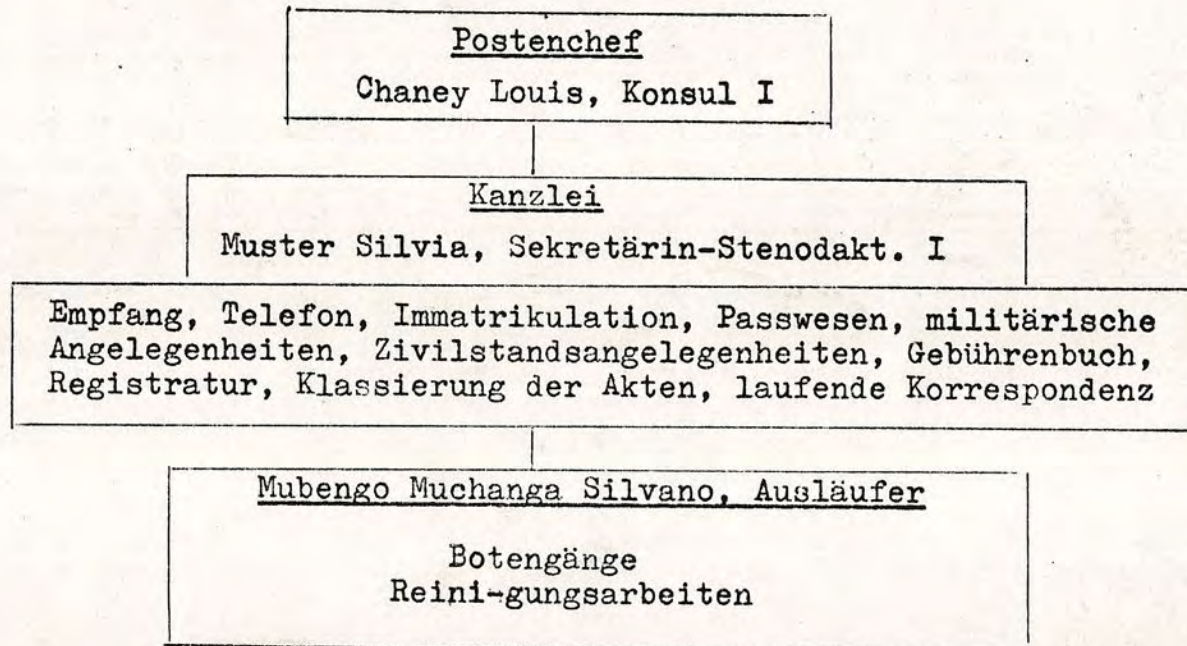 Postenchef
Chaney Louis, Konsul I
Kanzlei
Muster Silvia, Sekretärin-Stenodakt. I
Empfang, Telefon, Immatrikulation, Passwesen, militärische
Angelegenheiten, Zivilstandsangelegenheiten, Gebührenbuch,
Registratur, Klassierung der Akten, laufende Korrespondenz
Mubengo Muchanga Silvano, Ausläufer
Botengänge
Reini-gungsarbeiten